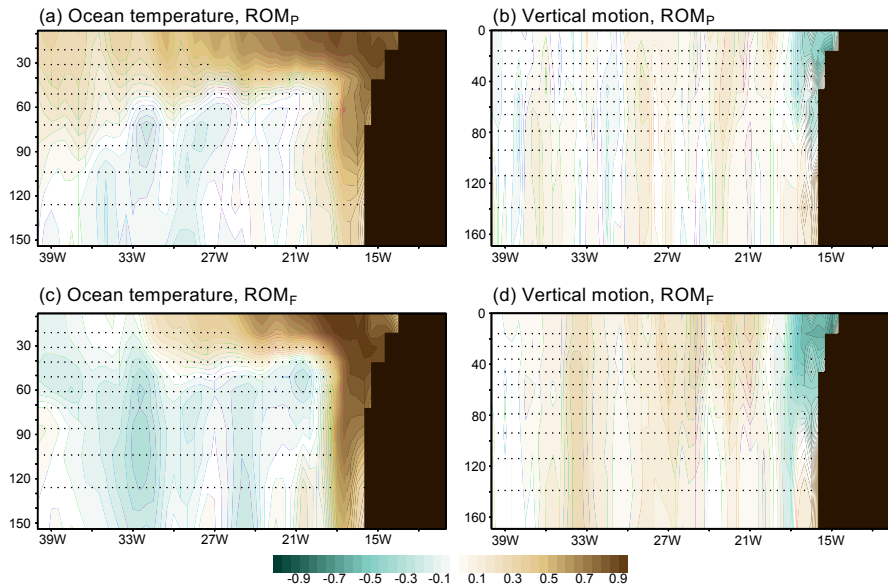 (a) Ocean temperature, ROMP
(b) Vertical motion, ROMP
30
60
90
120
150
39W 33W 27W 21W 15W
0
40
80
120
160
39W 33W 27W 21W 15W
(c) Ocean temperature, ROMF
(d) Vertical motion, ROMF
30
60
90
120
150
39W 33W 27W 21W 15W
0
40
80
120
160
39W 33W 27W 21W 15W
-0.9 -0.7 -0.5 -0.3 -0.1 0.1 0.3 0.5 0.7 0.9